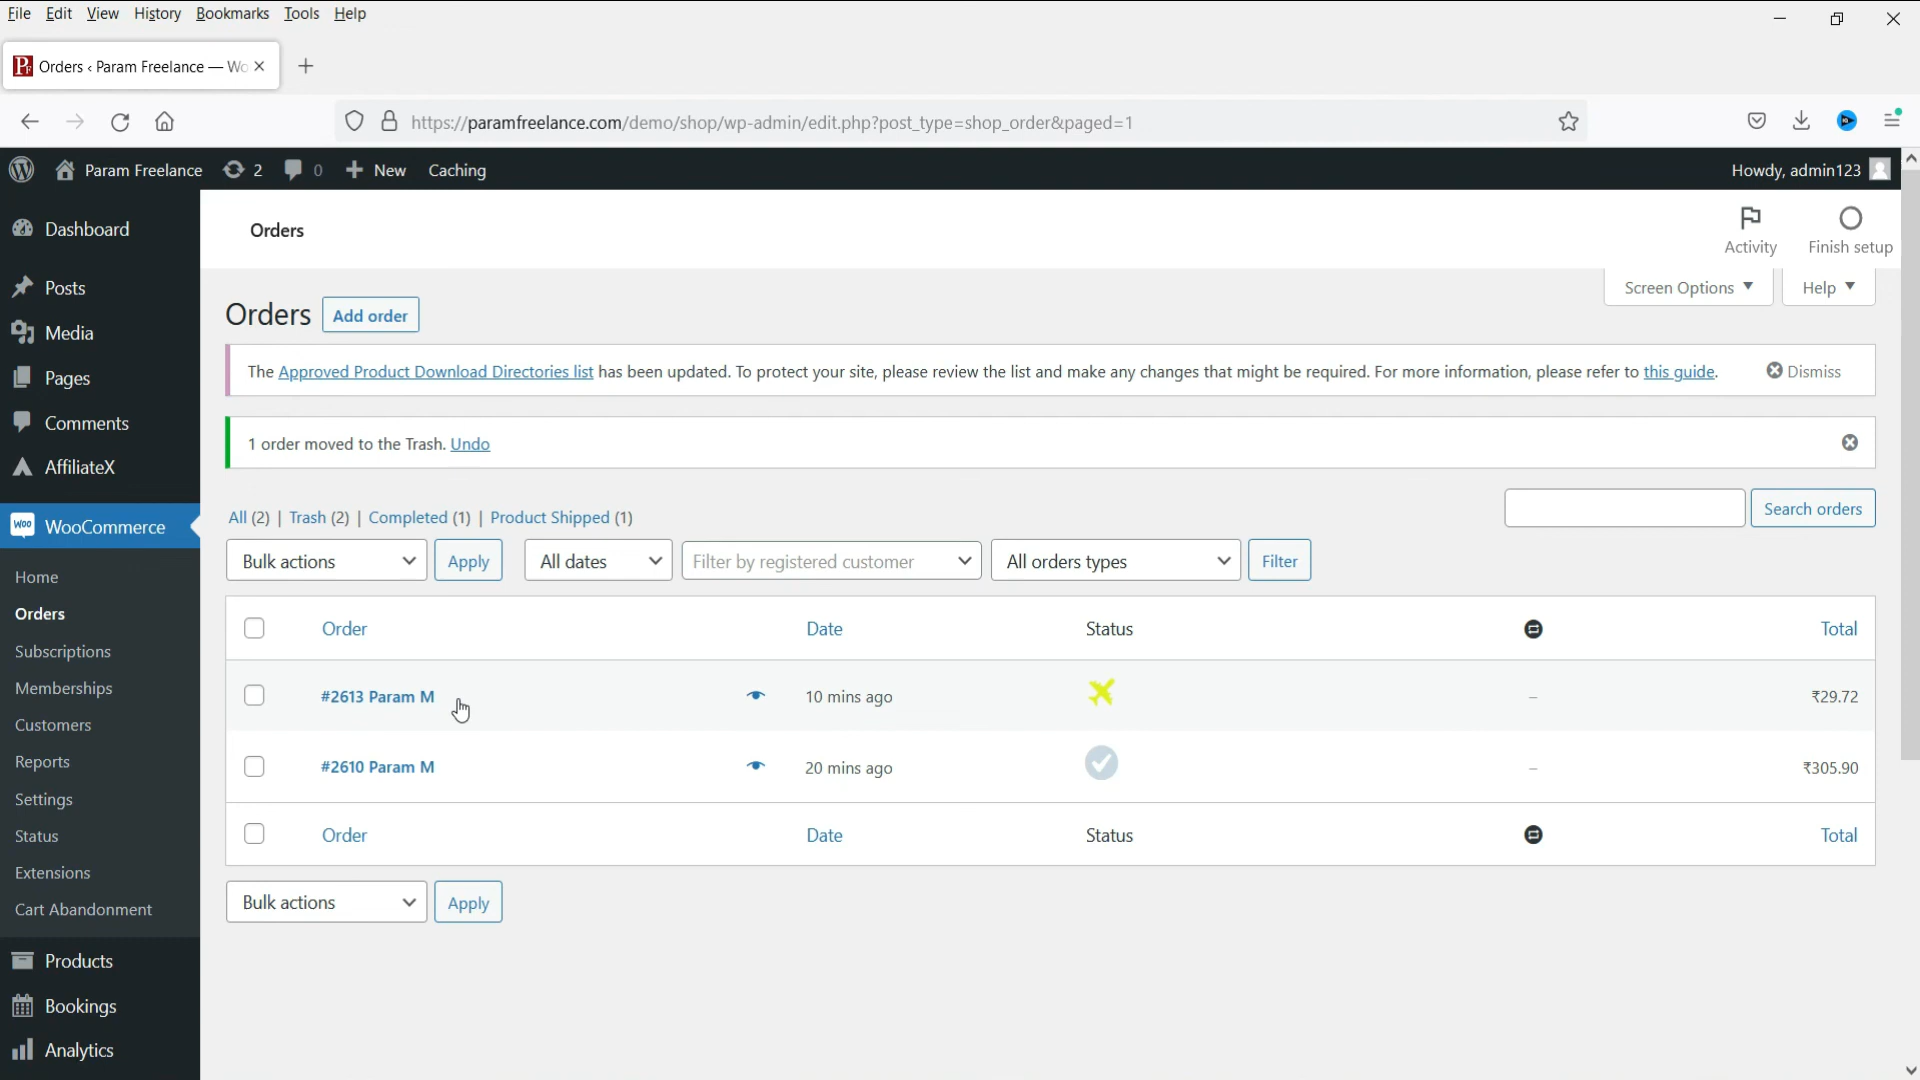 File Edit View History Bookmarks Tools Help
Orders ‹ Param Freelance — Wo
https://paramfreelance.com/demo/shop/wp-admin/edit.php?post_type=shop_order&paged=1
Param Freelance 2 0 New Caching Howdy, admin123
Dashboard
Posts
Media
Pages
Comments
AffiliateX
WooCommerce
Home
Orders
Subscriptions
Memberships
Customers
Reports
Settings
Status
Extensions
Cart Abandonment
Products
Bookings
Analytics
Orders
Activity Finish setup
Screen Options Help
Orders Add order
The Approved Product Download Directories list has been updated. To protect your site, please review the list and make any changes that might be required. For more information, please refer to this guide. Dismiss
1 order moved to the Trash. Undo
All (2) | Trash (2) | Completed (1) | Product Shipped (1) Search orders
Bulk actions Apply All dates Filter by registered customer All orders types Filter
Order Date Status Total
#2613 Param M 10 mins ago – ₹29.72
#2610 Param M 20 mins ago – ₹305.90
Order Date Status Total
Bulk actions Apply